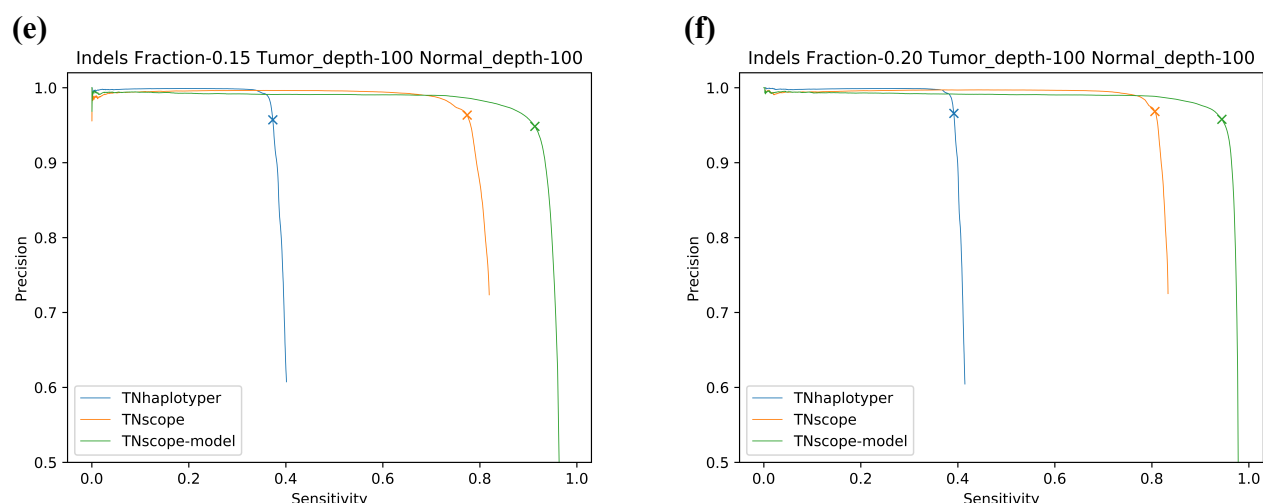 (e)
Indels Fraction-0.15 Tumor_depth-100 Normal_depth-100
1.0
0.9
0.8
0.7
0.6
0.5
Precision
TNhaplotyper
TNscope
TNscope-model
0.0 0.2 0.4 0.6 0.8 1.0
Sensitivity
(f)
Indels Fraction-0.20 Tumor_depth-100 Normal_depth-100
1.0
0.9
0.8
0.7
0.6
0.5
Precision
TNhaplotyper
TNscope
TNscope-model
0.0 0.2 0.4 0.6 0.8 1.0
Sensitivity